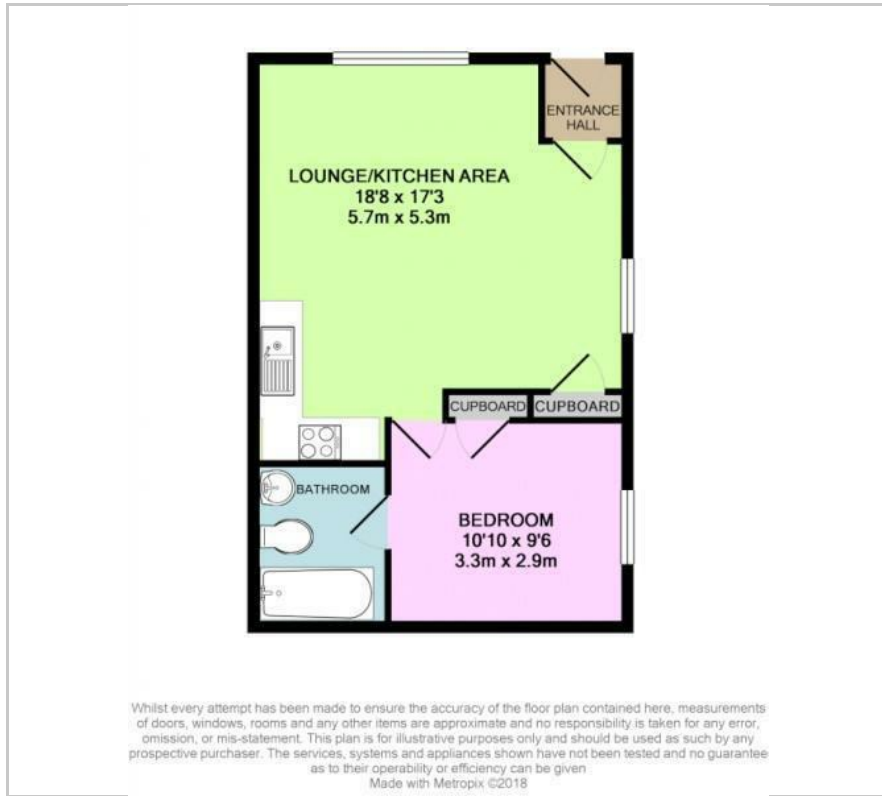 ENTRANCE
HALL
LOUNGE/KITCHEN AREA
18'8 x 17'3
5.7m x 5.3m
CUPBOARD
CUPBOARD
BATHROOM
BEDROOM
10'10 x 9'6
3.3m x 2.9m
Whilst every attempt has been made to ensure the accuracy of the floor plan contained here, measurements
of doors, windows, rooms and any other items are approximate and no responsibility is taken for any error,
omission, or mis-statement. This plan is for illustrative purposes only and should be used as such by any
prospective purchaser. The services, systems and appliances shown have not been tested and no guarantee
as to their operability or efficiency can be given
Made with Metropix ©2018